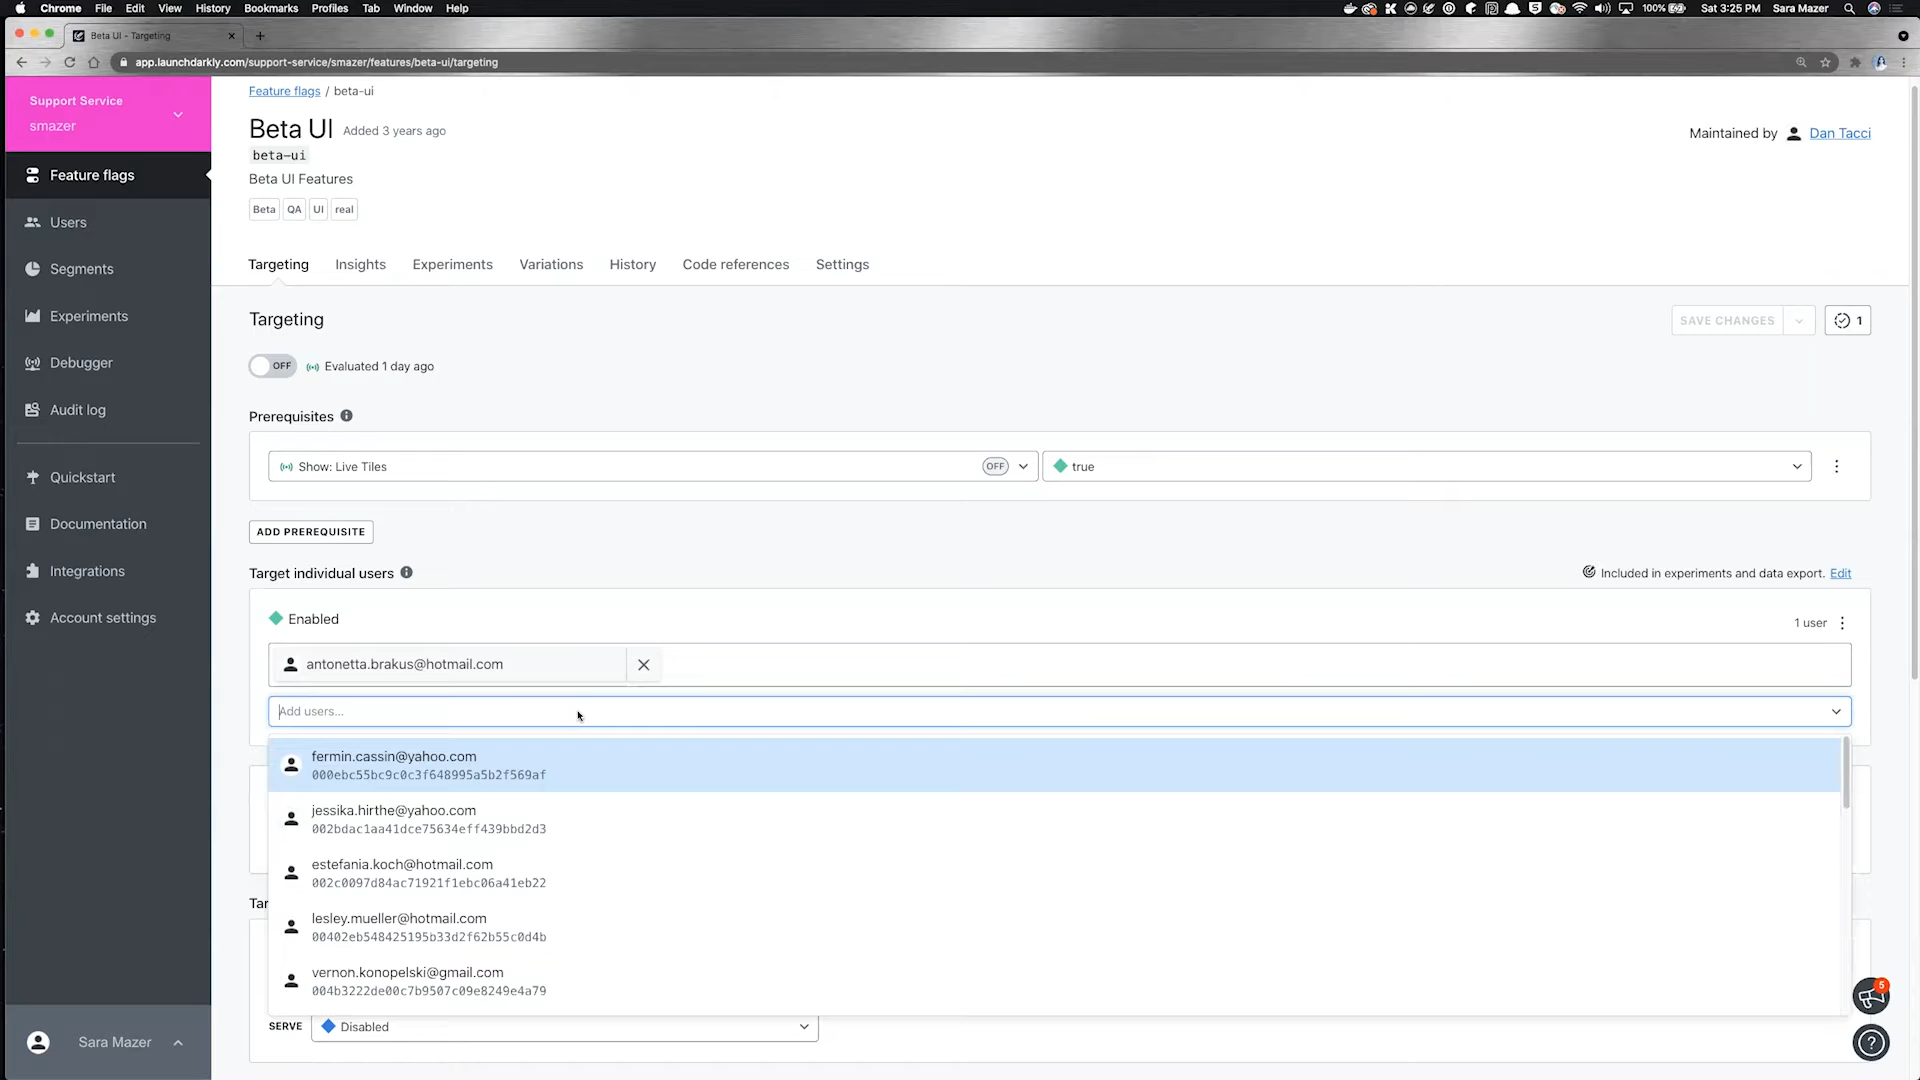 Chrome File Edit View History Bookmarks Profiles Tab Window Help
100% Sat 3:25 PM Sara Mazer
Beta UI - Targeting
app.launchdarkly.com/support-service/smazer/features/beta-ui/targeting
Support Service
smazer
Feature flags
Users
Segments
Experiments
Debugger
Audit log
Quickstart
Documentation
Integrations
Account settings
Sara Mazer
Feature flags / beta-ui
Beta UI Added 3 years ago
Maintained by Dan Tacci
beta-ui
Beta UI Features
Beta QA UI real
Targeting Insights Experiments Variations History Code references Settings
Targeting
SAVE CHANGES 1
OFF Evaluated 1 day ago
Prerequisites
Show: Live Tiles OFF true
ADD PREREQUISITE
Target individual users
Included in experiments and data export. Edit
Enabled
1 user
antonetta.brakus@hotmail.com
Add users...
fermin.cassin@yahoo.com
000ebc55bc9c0c3f648995a5b2f569af
jessika.hirthe@yahoo.com
002bdac1aa41dce75634eff439bbd2d3
estefania.koch@hotmail.com
002c0097d84ac71921f1ebc06a41eb22
lesley.mueller@hotmail.com
00402eb548425195b33d2f62b55c0d4b
vernon.konopelski@gmail.com
004b3222de00c7b9507c09e8249e4a79
Tar
SERVE Disabled
5